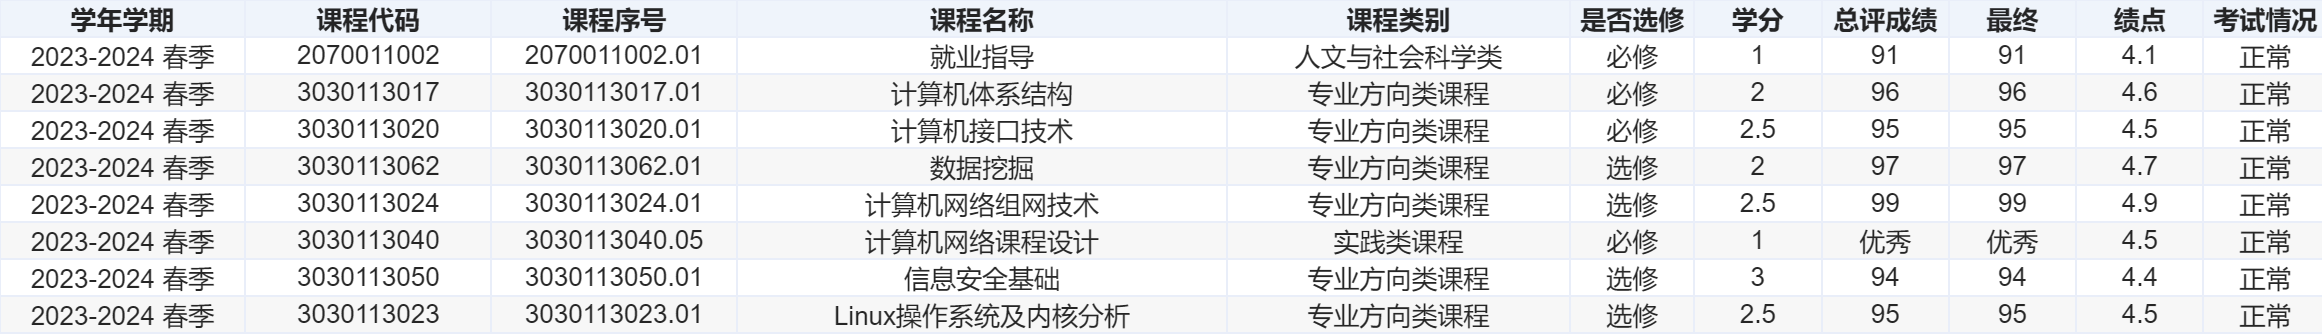 学年学期 课程代码 课程序号 课程名称 课程类别 是否选修 学分 总评成绩 最终 绩点 考试情况
2023-2024 春季 2070011002 2070011002.01 就业指导 人文与社会科学类 必修 1 91 91 4.1 正常
2023-2024 春季 3030113017 3030113017.01 计算机体系结构 专业方向类课程 必修 2 96 96 4.6 正常
2023-2024 春季 3030113020 3030113020.01 计算机接口技术 专业方向类课程 必修 2.5 95 95 4.5 正常
2023-2024 春季 3030113062 3030113062.01 数据挖掘 专业方向类课程 选修 2 97 97 4.7 正常
2023-2024 春季 3030113024 3030113024.01 计算机网络组网技术 专业方向类课程 选修 2.5 99 99 4.9 正常
2023-2024 春季 3030113040 3030113040.05 计算机网络课程设计 实践类课程 必修 1 优秀 优秀 4.5 正常
2023-2024 春季 3030113050 3030113050.01 信息安全基础 专业方向类课程 选修 3 94 94 4.4 正常
2023-2024 春季 3030113023 3030113023.01 Linux操作系统及内核分析 专业方向类课程 选修 2.5 95 95 4.5 正常